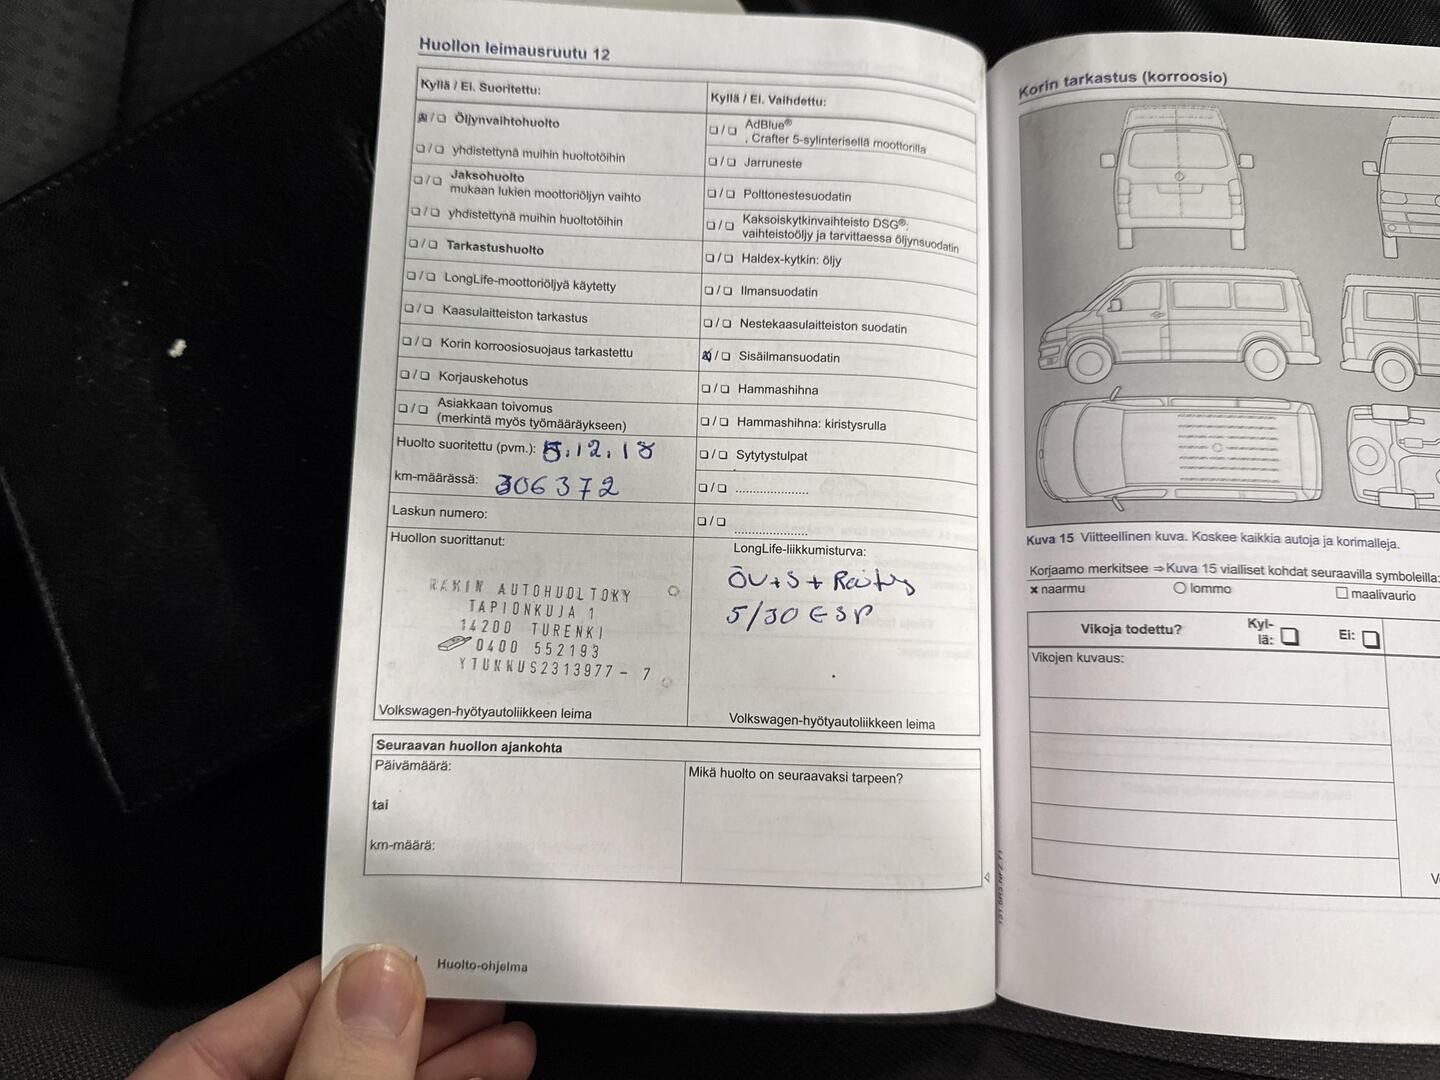 Huollon leimausruutu 12
Kyllä / Ei. Suoritettu:
Öljynvaihtohuolto
yhdistettynä muihin huoltotöihin
Jaksohuolto
mukaan lukien moottoriöljyn vaihto
yhdistettynä muihin huoltotöihin
Tarkastushuolto
LongLife-moottoriöljyä käytetty
Kaasulaitteiston tarkastus
Korin korroosiosuojaus tarkastettu
Korjauskehotus
Asiakkaan toivomus
(merkintä myös työmääräykseen)
Huolto suoritettu (pvm.): 5.12.18
km-määrässä: 306372
Laskun numero:
Huollon suorittanut:
RAKIN AUTOHUOLTOKY
TAPIONKUJA 1
14200 TURENKI
0400 552193
YTUNNUS2313977-7
Volkswagen-hyötyautoliikkeen leima
Kyllä / Ei. Vaihdettu:
AdBlue®
, Crafter 5-sylinterisellä moottorilla
Jarruneste
Polttonestesuodatin
Kaksoiskytkinvaihteisto DSG®:
vaihteistoöljy ja tarvittaessa öljynsuodatin
Haldex-kytkin: öljy
Ilmansuodatin
Nestekaasulaitteiston suodatin
Sisäilmansuodatin
Hammashihna
Hammashihna: kiristysrulla
Sytytystulpat
LongLife-liikkumisturva:
ÖV+S+
5/30 ESP
Volkswagen-hyötyautoliikkeen leima
Seuraavan huollon ajankohta
Päivämäärä:
tai
km-määrä:
Mikä huolto on seuraavaksi tarpeen?
Huolto-ohjelma
Korin tarkastus (korroosio)
Kuva 15 Viitteellinen kuva. Koskee kaikkia autoja ja korimalleja.
Korjaamo merkitsee ⇒ Kuva 15 vialliset kohdat seuraavilla symboleilla:
x naarmu
lommo
maalivaurio
Vikoja todettu?
Kyl-
lä:
Ei:
Vikojen kuvaus: